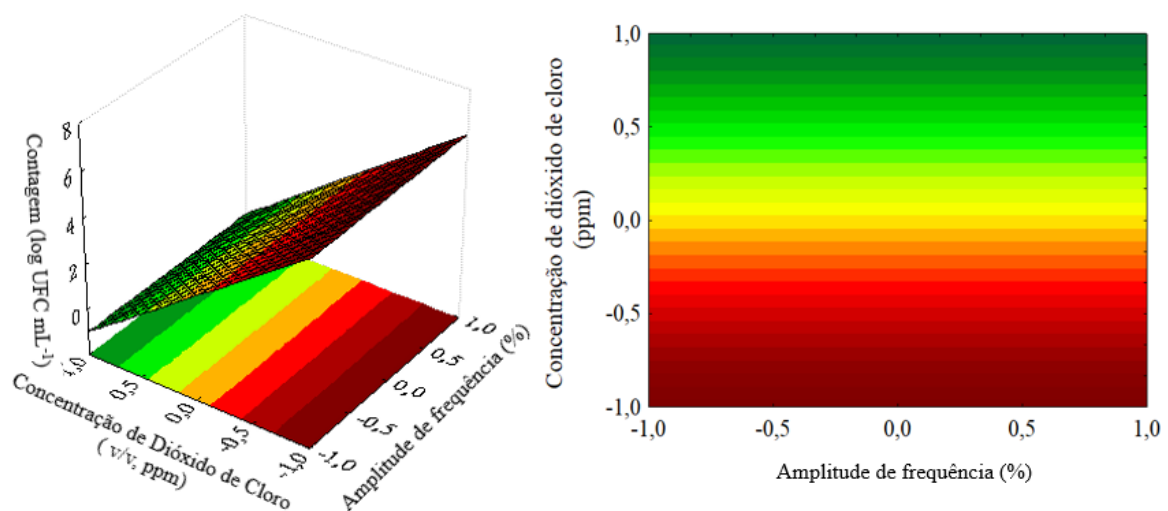 Contagem (log UFC mL-1)
8
6
4
2
0
1,0
0,5
0,0
-0,5
-1,0
Concentração de Dióxido de Cloro
( v/v, ppm)
1,0
0,5
0,0
-0,5
-1,0
Amplitude de frequência (%)
Concentração de dióxido de cloro
(ppm)
1,0
0,5
0,0
-0,5
-1,0
-1,0 -0,5 0,0 0,5 1,0
Amplitude de frequência (%)